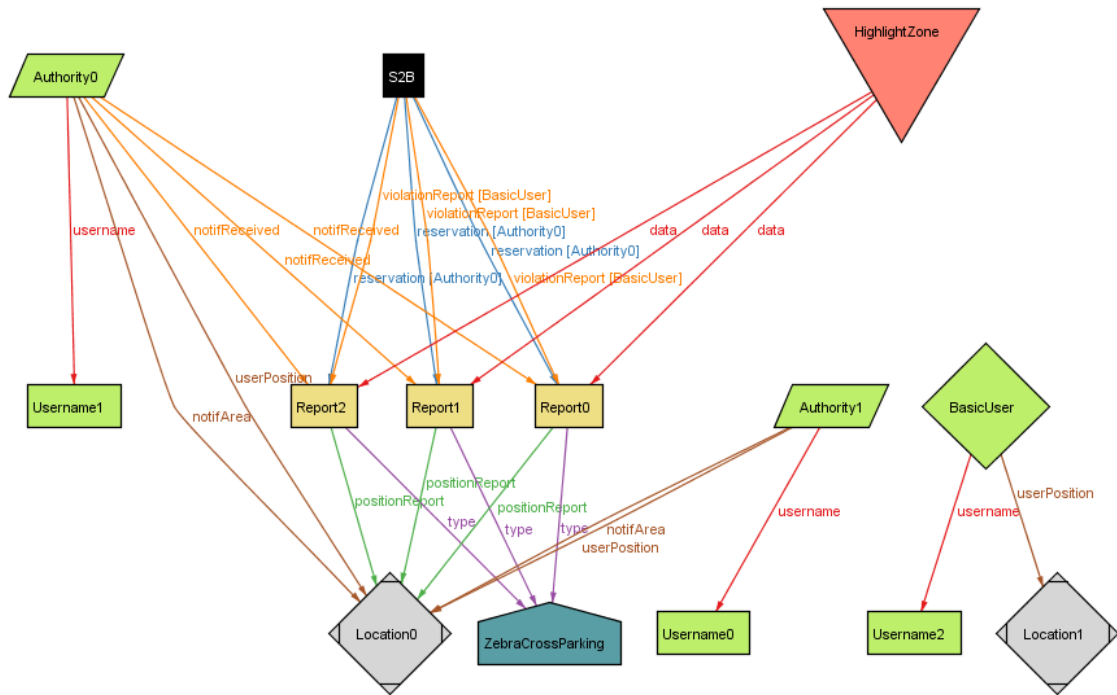 HighlightZone
Authority0
S2B
violationReport [BasicUser]
violationReport [BasicUser]
username
notifReceived
notifReceived
reservation [Authority0]
data
data
data
reservation [Authority0]
notifReceived
reservation [Authority0]
violationReport [BasicUser]
userPosition
Username1
notifArea
Report2
Report1
Report0
Authority1
BasicUser
positionReport
positionReport
positionReport
userPosition
type
type
type
notifArea
username
username
userPosition
Location0
ZebraCrossParking
Username0
Username2
Location1